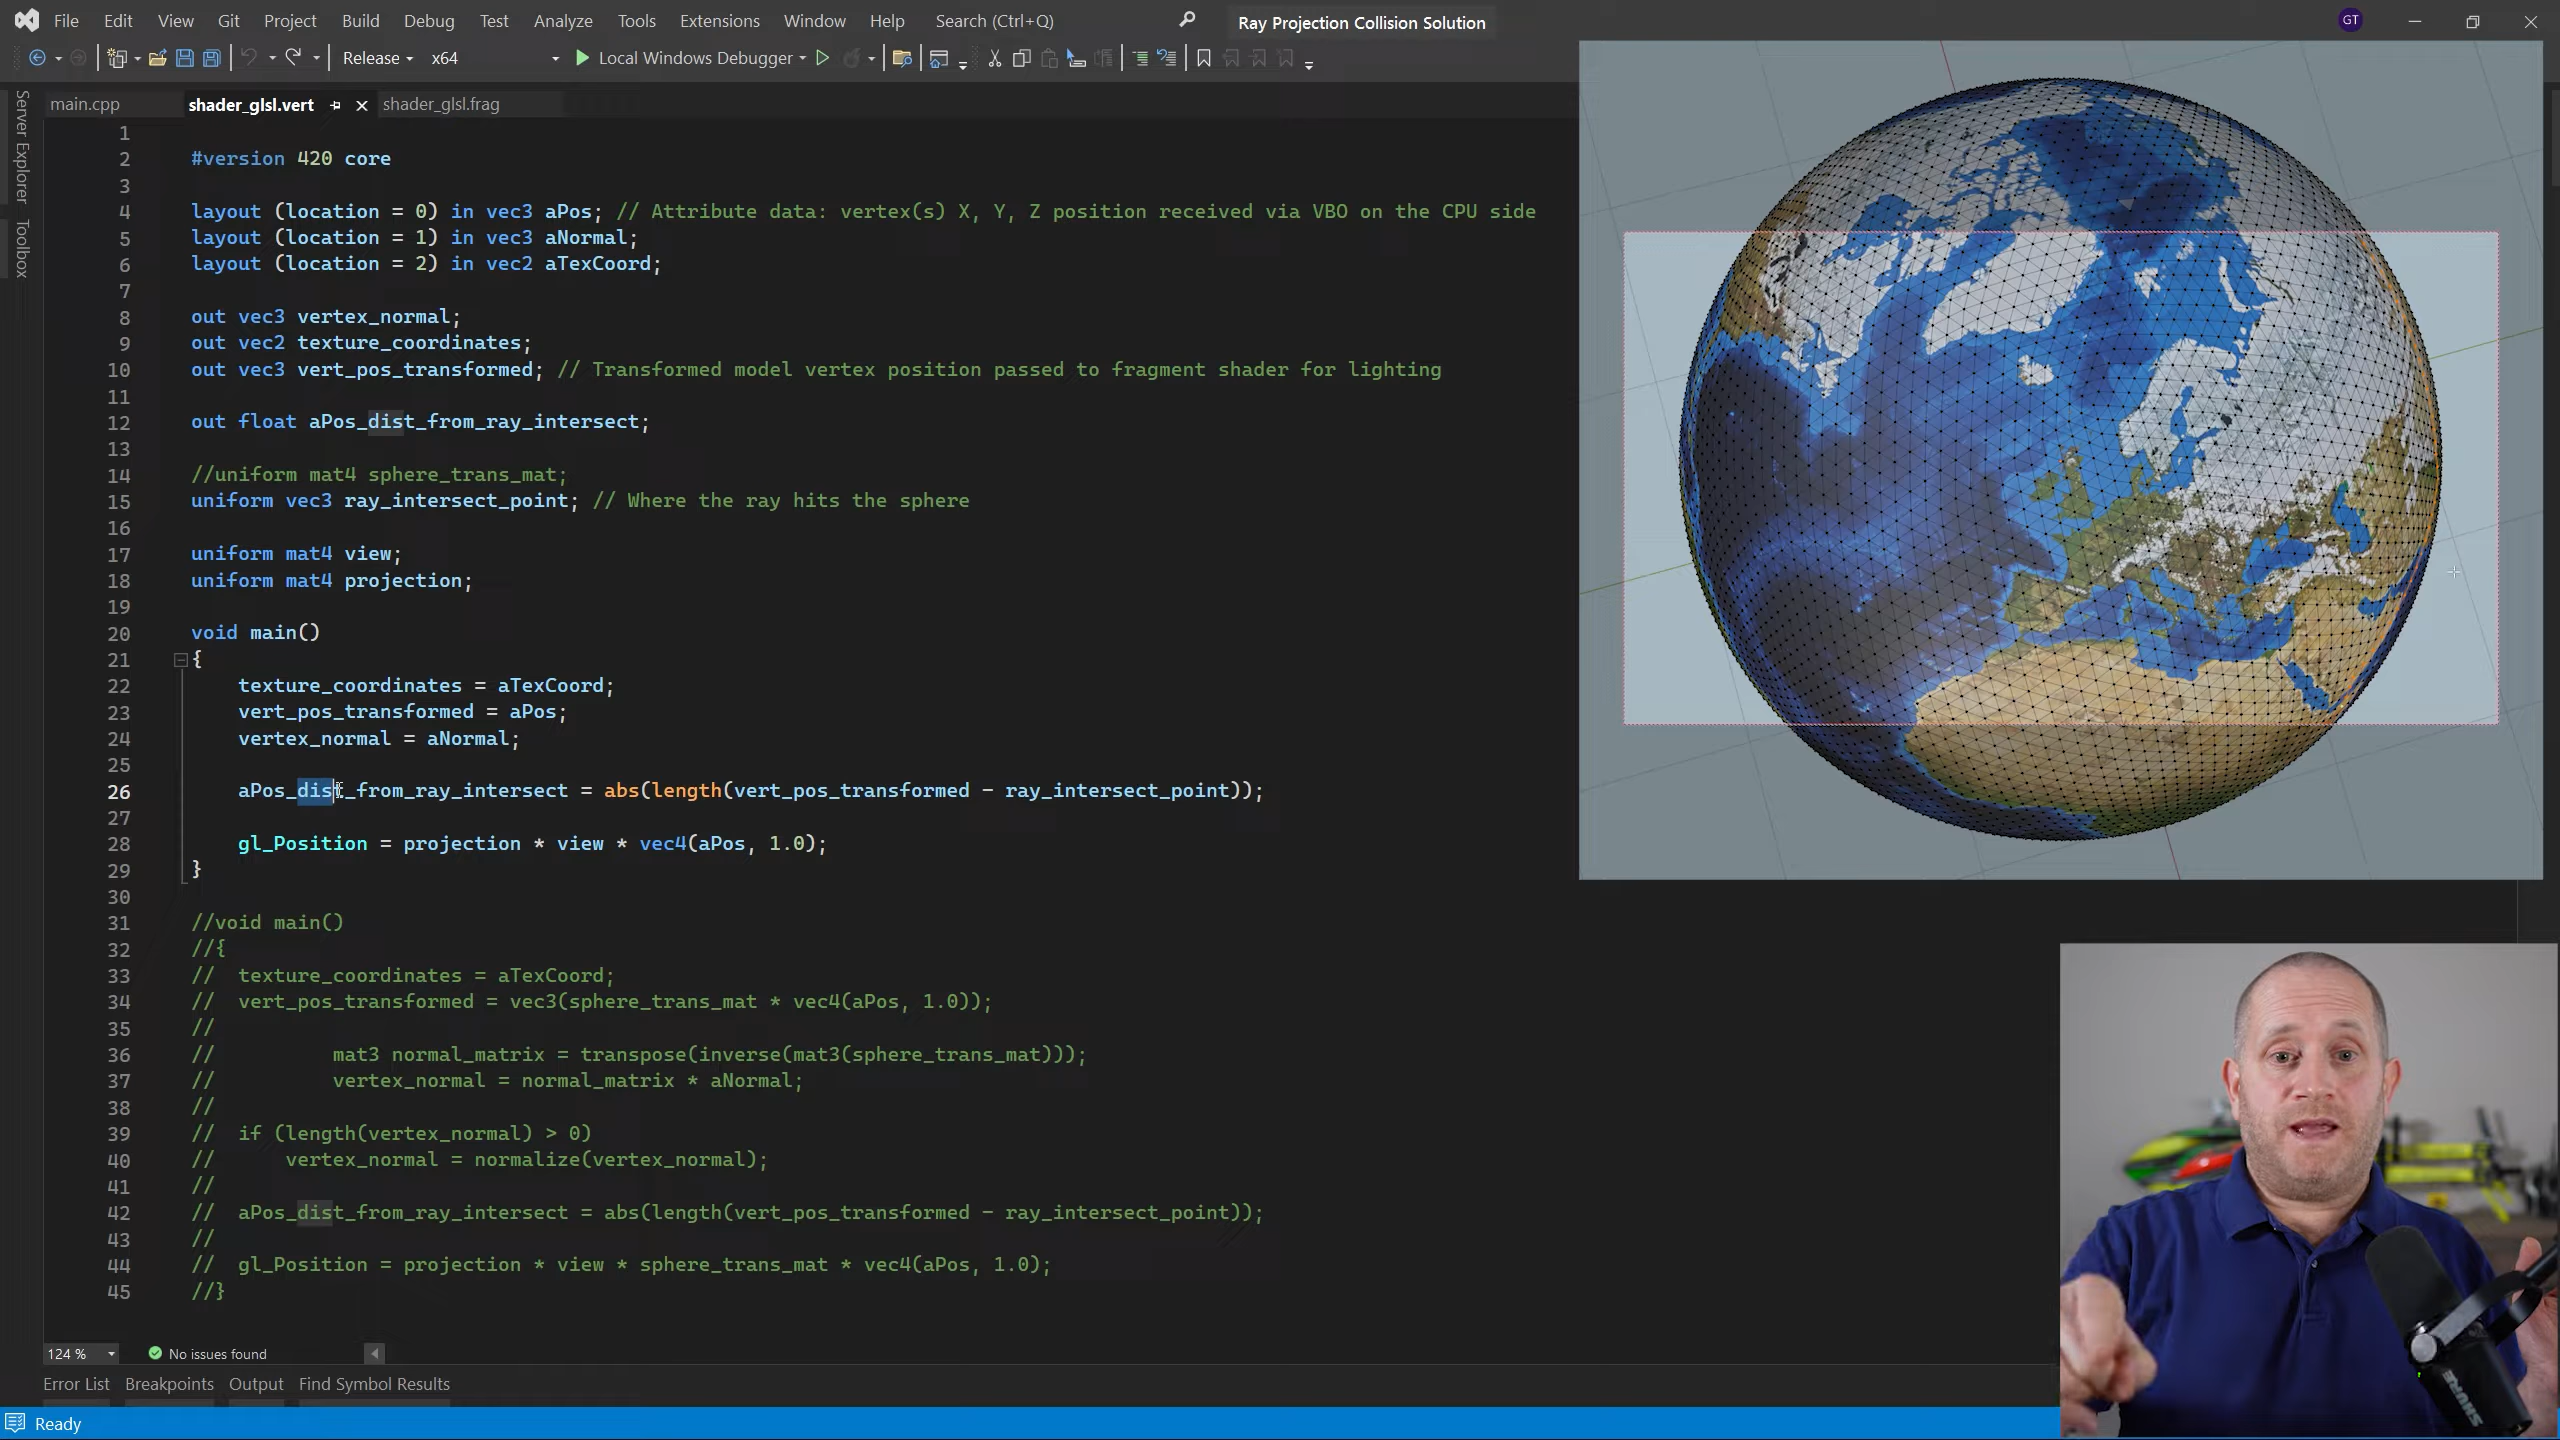 File Edit View Git Project Build Debug Test Analyze Tools Extensions Window Help Search (Ctrl+Q) Ray Projection Collision Solution GT
Release x64 Local Windows Debugger
Server Explorer
Toolbox
main.cpp shader_glsl.vert shader_glsl.frag
1
2 #version 420 core
3
4 layout (location = 0) in vec3 aPos; // Attribute data: vertex(s) X, Y, Z position received via VBO on the CPU side
5 layout (location = 1) in vec3 aNormal;
6 layout (location = 2) in vec2 aTexCoord;
7
8 out vec3 vertex_normal;
9 out vec2 texture_coordinates;
10 out vec3 vert_pos_transformed; // Transformed model vertex position passed to fragment shader for lighting
11
12 out float aPos_dist_from_ray_intersect;
13
14 //uniform mat4 sphere_trans_mat;
15 uniform vec3 ray_intersect_point; // Where the ray hits the sphere
16
17 uniform mat4 view;
18 uniform mat4 projection;
19
20 void main()
21 {
22 texture_coordinates = aTexCoord;
23 vert_pos_transformed = aPos;
24 vertex_normal = aNormal;
25
26 aPos_dist_from_ray_intersect = abs(length(vert_pos_transformed - ray_intersect_point));
27
28 gl_Position = projection * view * vec4(aPos, 1.0);
29 }
30
31 //void main()
32 //{
33 // texture_coordinates = aTexCoord;
34 // vert_pos_transformed = vec3(sphere_trans_mat * vec4(aPos, 1.0));
35 //
36 // mat3 normal_matrix = transpose(inverse(mat3(sphere_trans_mat)));
37 // vertex_normal = normal_matrix * aNormal;
38 //
39 // if (length(vertex_normal) > 0)
40 // vertex_normal = normalize(vertex_normal);
41 //
42 // aPos_dist_from_ray_intersect = abs(length(vert_pos_transformed - ray_intersect_point));
43 //
44 // gl_Position = projection * view * sphere_trans_mat * vec4(aPos, 1.0);
45 //}
124 % No issues found
Error List Breakpoints Output Find Symbol Results
Ready
SHURE